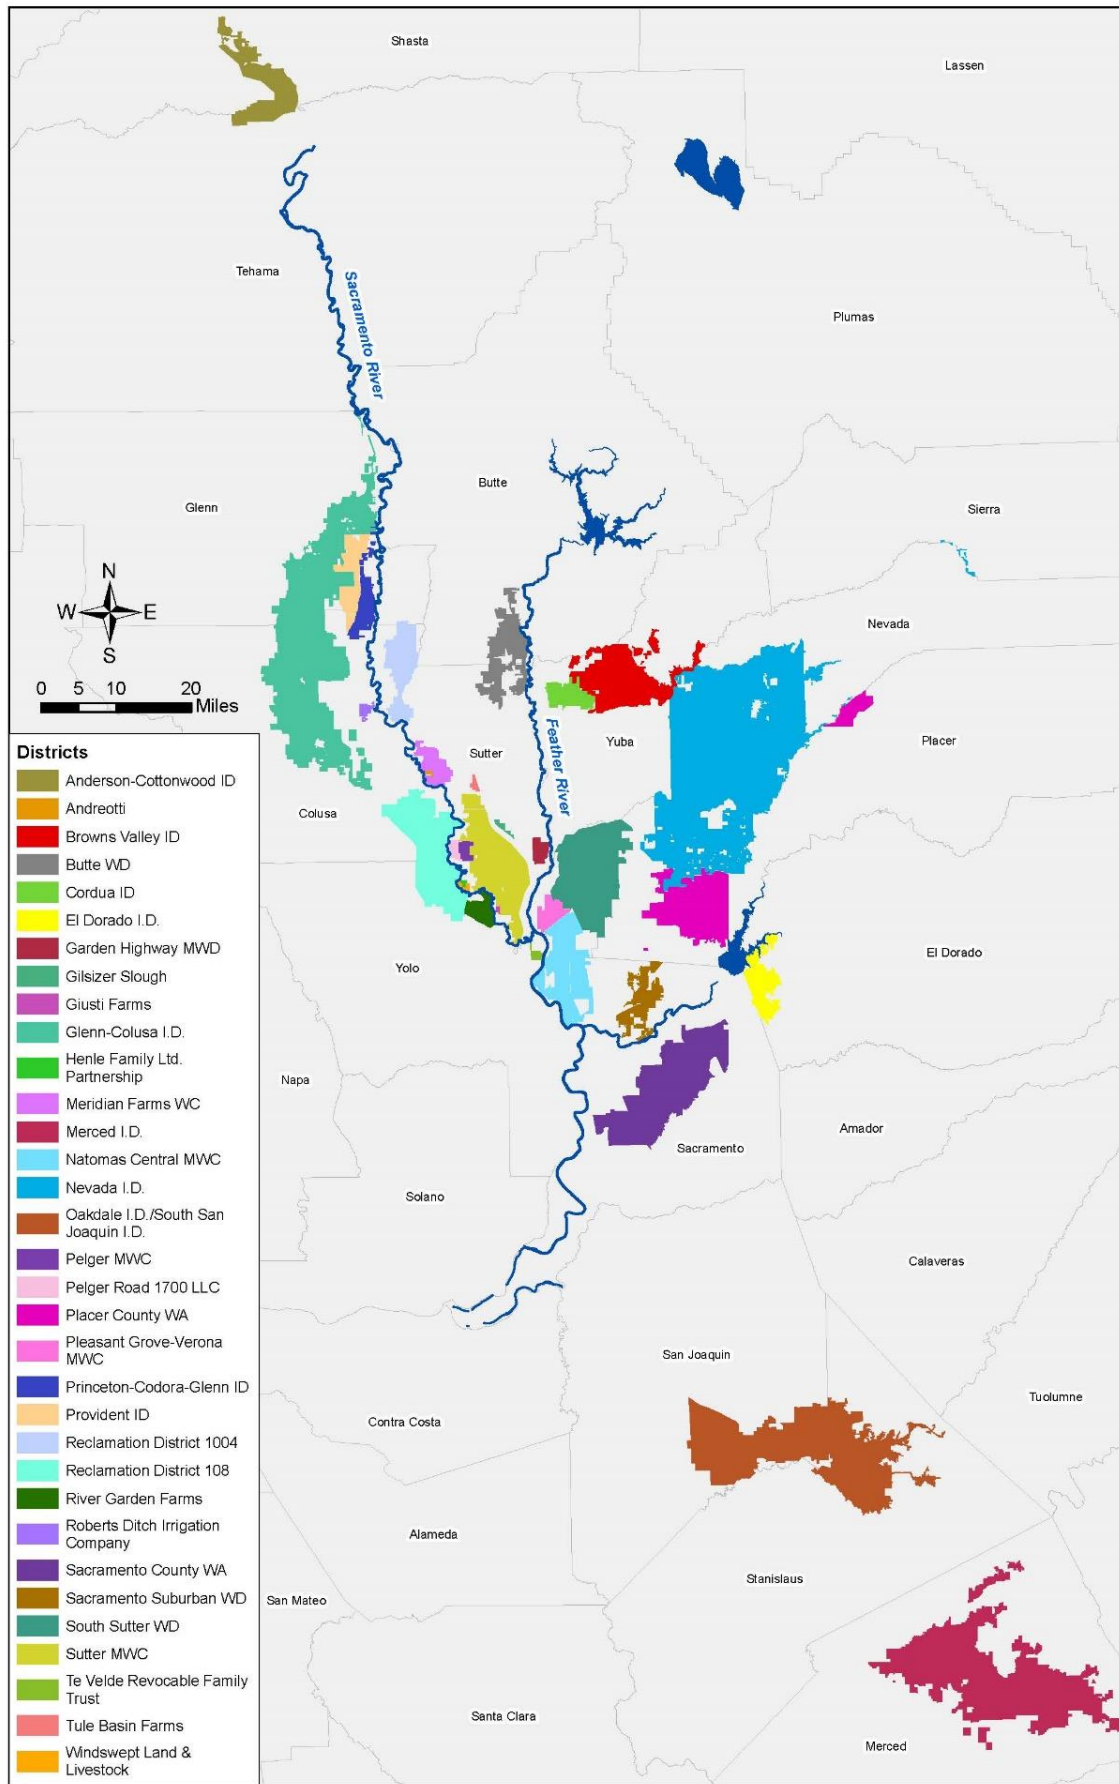 Shasta
Lassen
Tehama
Sacramento River
Plumas
Butte
Glenn
Sierra
N
W E
S
Nevada
0 5 10 20
Miles
Feather River
Sutter
Yuba
Placer
Colusa
Districts
Anderson-Cottonwood ID
Andreotti
Browns Valley ID
Butte WD
Cordua ID
El Dorado I.D.
Garden Highway MWD
Gilsizer Slough
Giusti Farms
Glenn-Colusa I.D.
Henle Family Ltd.
Partnership
Meridian Farms WC
Merced I.D.
Natomas Central MWC
Nevada I.D.
Oakdale I.D./South San
Joaquin I.D.
Pelger MWC
Pelger Road 1700 LLC
Placer County WA
Pleasant Grove-Verona
MWC
Princeton-Codora-Glenn ID
Provident ID
Reclamation District 1004
Reclamation District 108
River Garden Farms
Roberts Ditch Irrigation
Company
Sacramento County WA
Sacramento Suburban WD
South Sutter WD
Sutter MWC
Te Velde Revocable Family
Trust
Tule Basin Farms
Windswept Land &
Livestock
El Dorado
Yolo
Napa
Amador
Sacramento
Solano
Calaveras
San Joaquin
Tuolumne
Contra Costa
Alameda
Stanislaus
San Mateo
Santa Clara
Merced